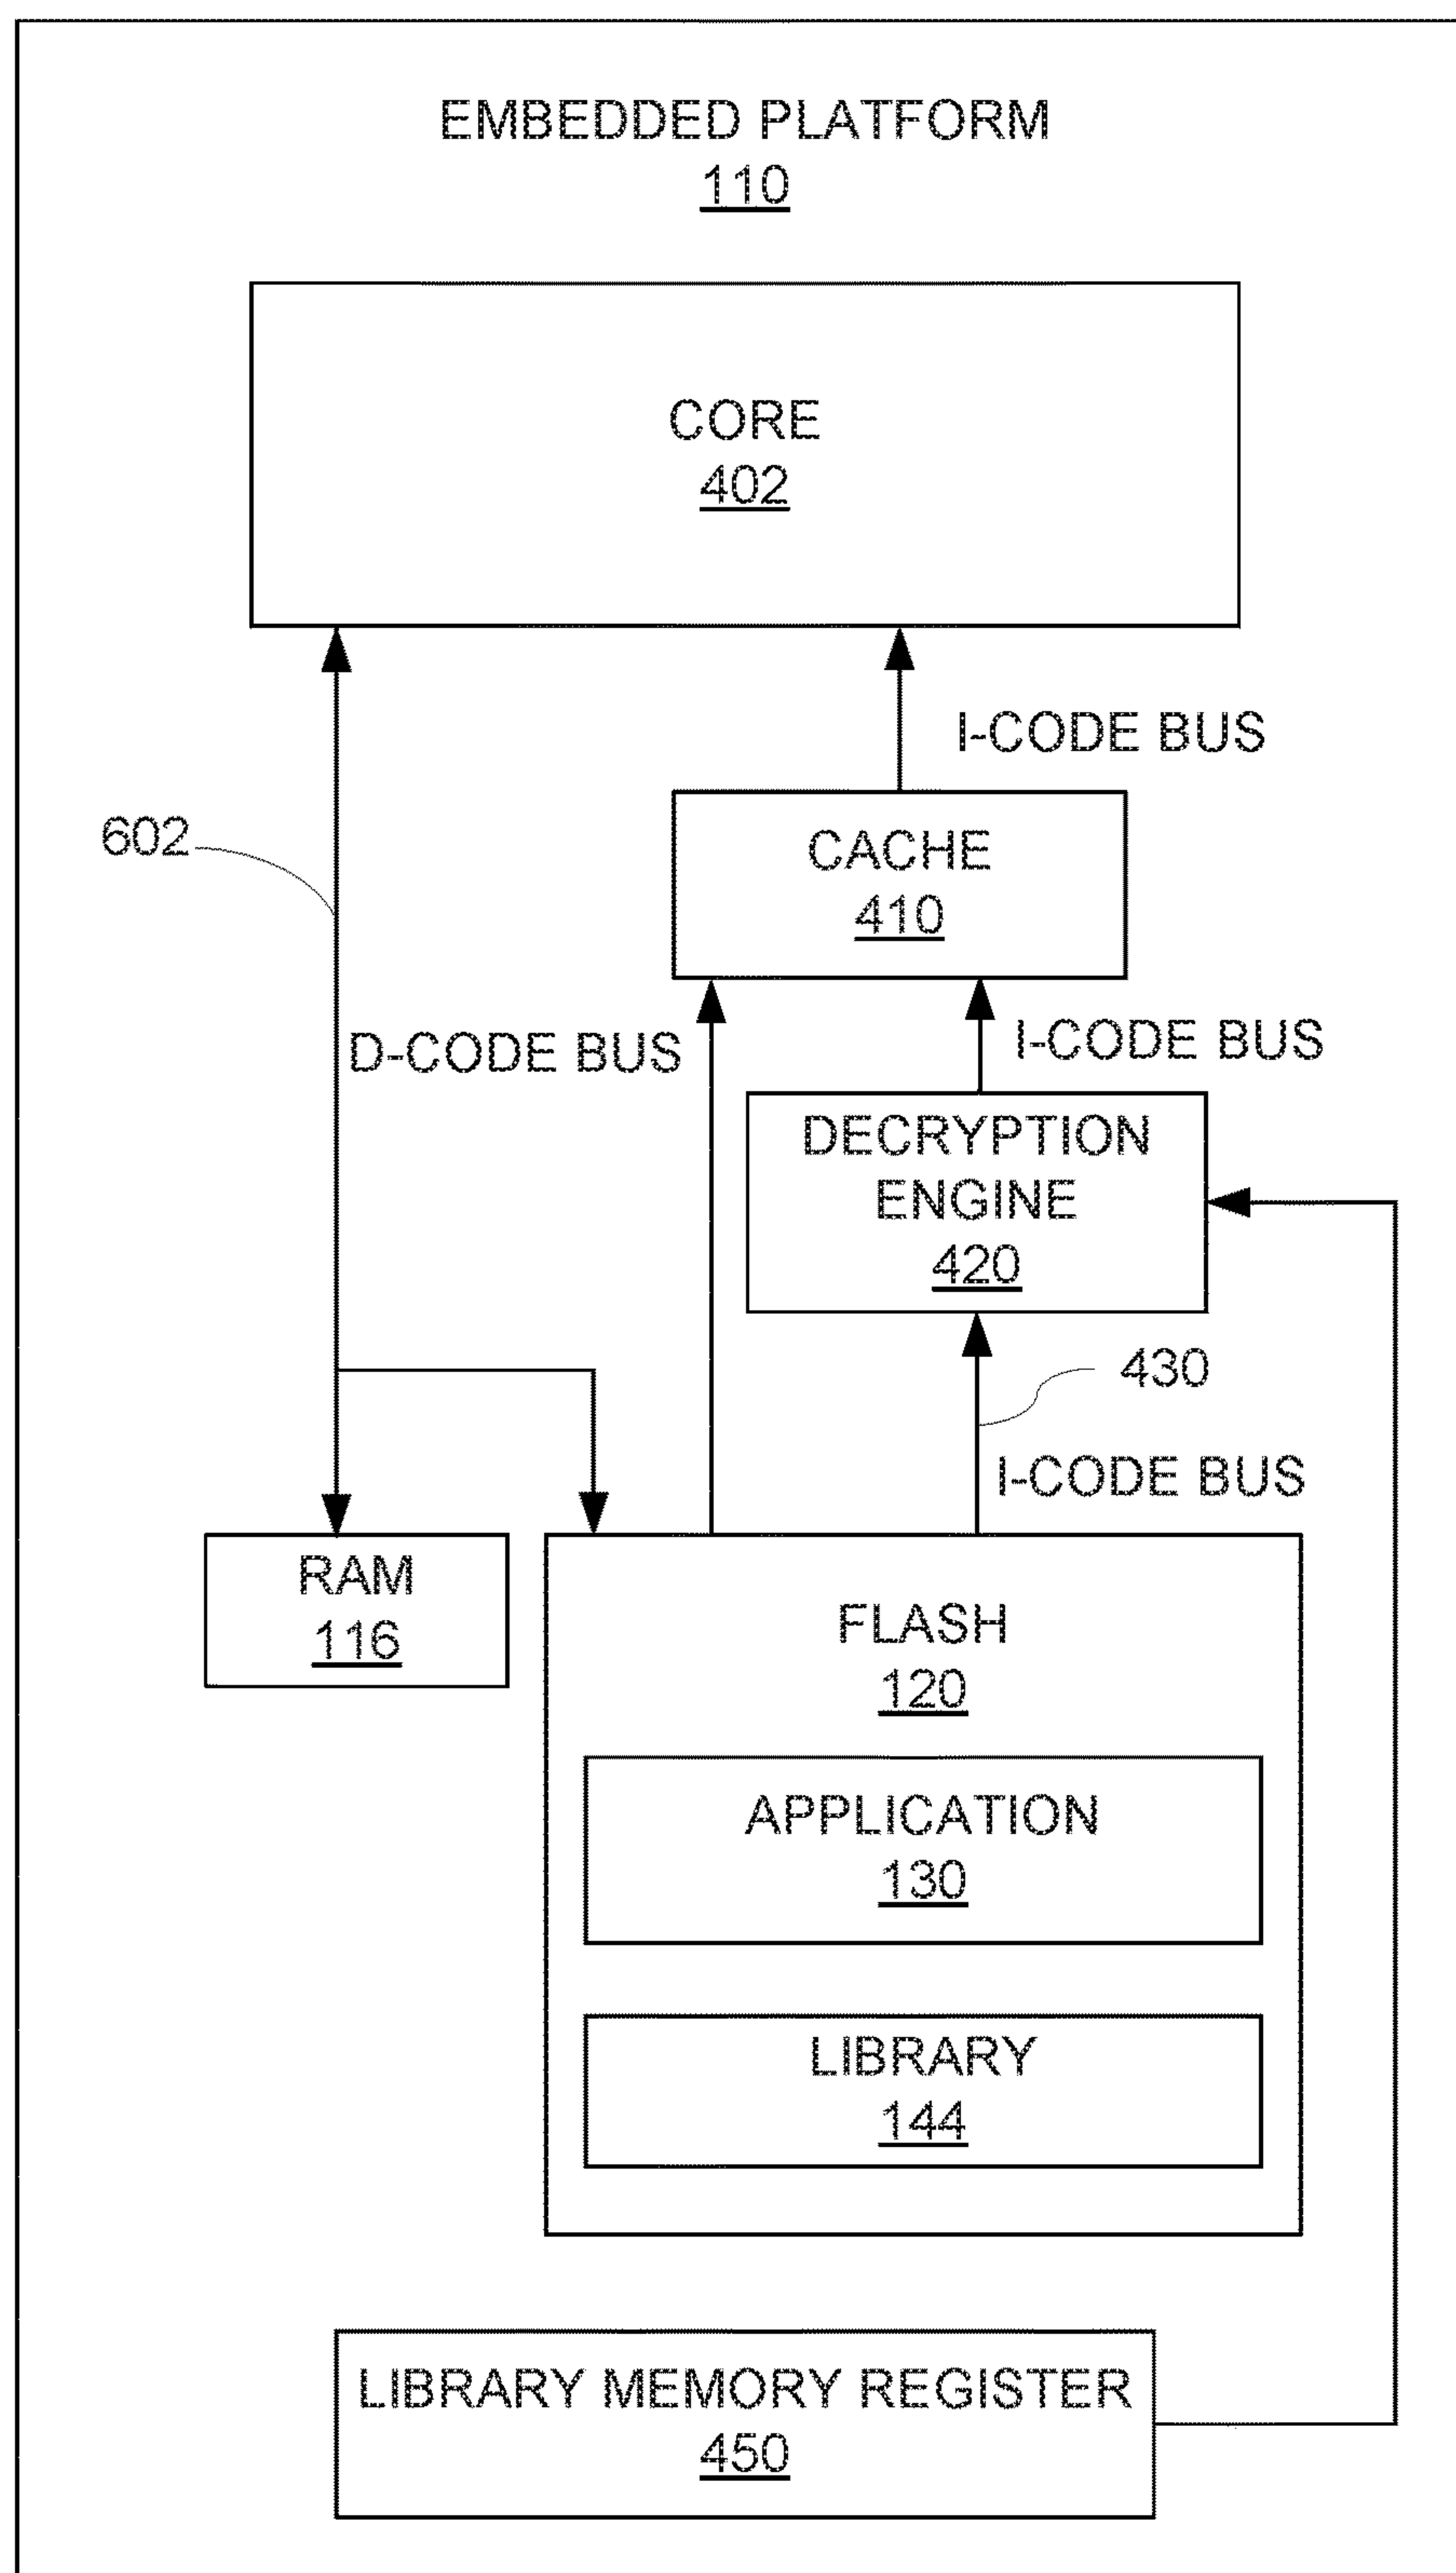 EMBEDDED PLATFORM
110
CORE
402
I-CODE BUS
602
CACHE
410
D-CODE BUS
I-CODE BUS
DECRYPTION
ENGINE
420
430
I-CODE BUS
RAM
116
FLASH
120
APPLICATION
130
LIBRARY
144
LIBRARY MEMORY REGISTER
450